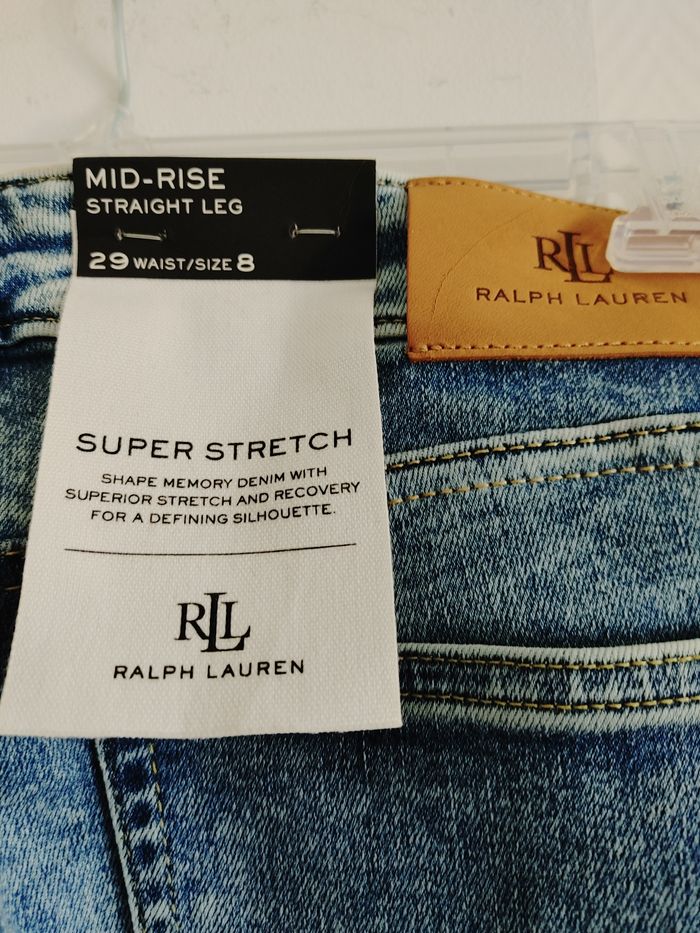 MID-RISE
STRAIGHT LEG
29 WAIST/SIZE 8
SUPER STRETCH
SHAPE MEMORY DENIM WITH
SUPERIOR STRETCH AND RECOVERY
FOR A DEFINING SILHOUETTE.
RLL
RALPH LAUREN
RLL
RALPH LAUREN